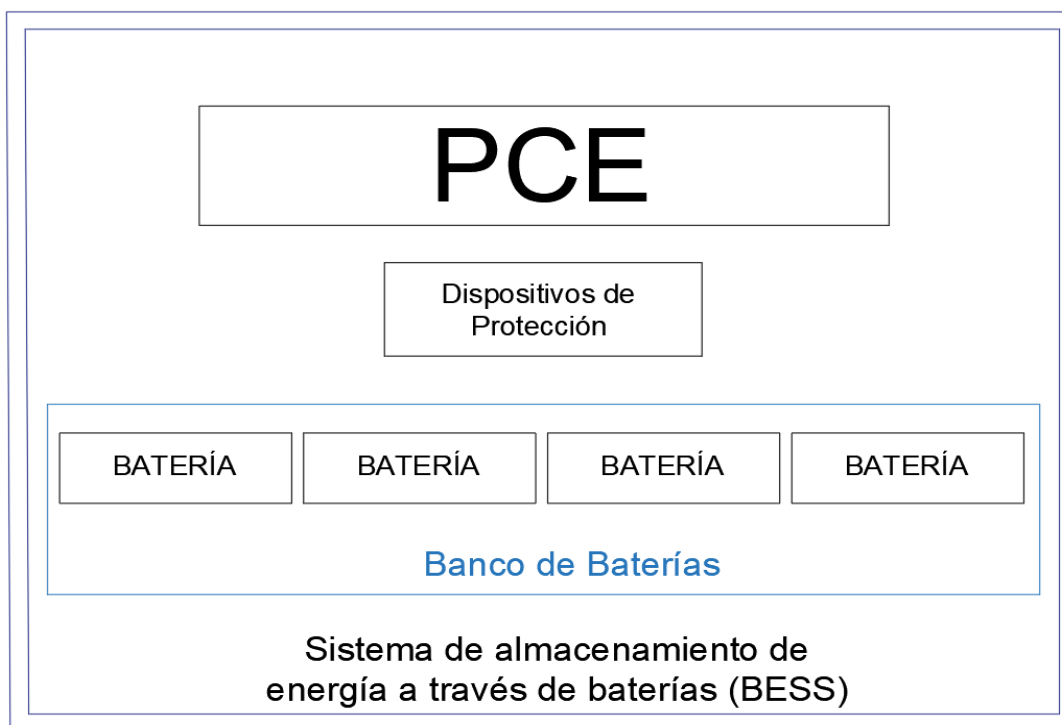 PCE
Dispositivos de
Protección
BATERÍA BATERÍA BATERÍA BATERÍA
Banco de Baterías
Sistema de almacenamiento de
energía a través de baterías (BESS)